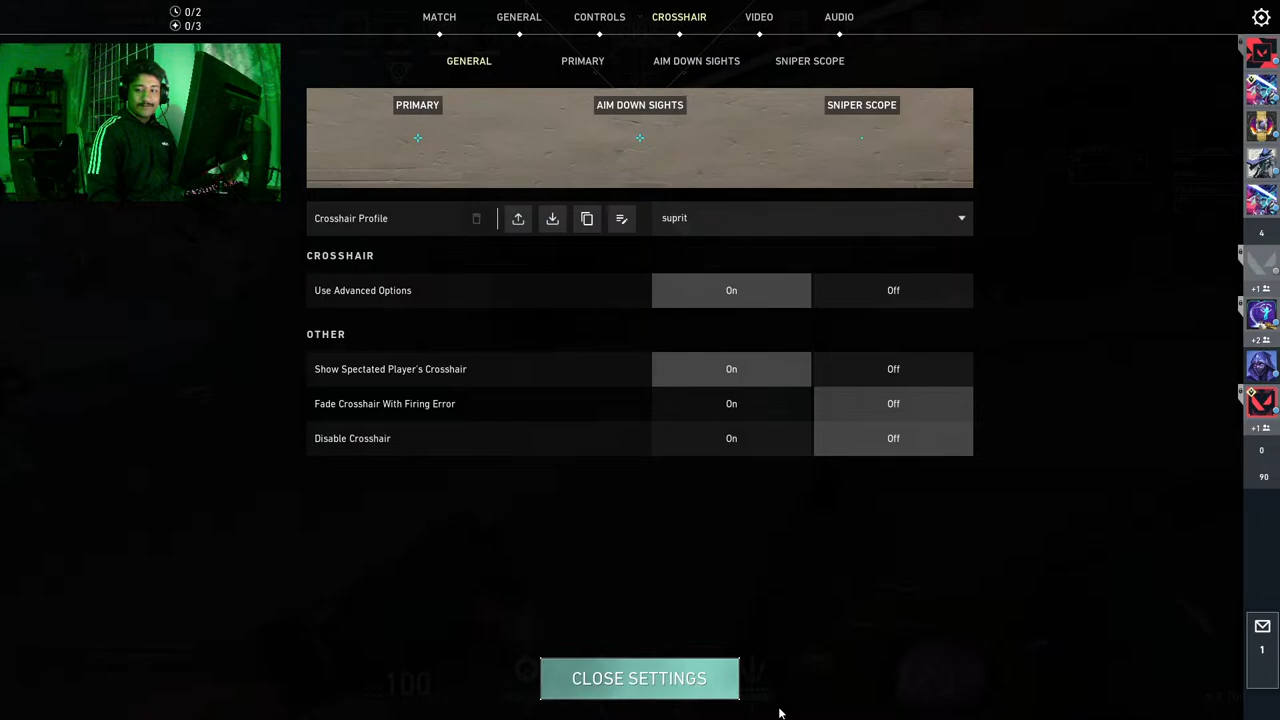 0/2
0/3
MATCH
GENERAL
CONTROLS
CROSSHAIR
VIDEO
AUDIO
GENERAL
PRIMARY
AIM DOWN SIGHTS
SNIPER SCOPE
PRIMARY
AIM DOWN SIGHTS
SNIPER SCOPE
Crosshair Profile
suprit
CROSSHAIR
Use Advanced Options
On
Off
OTHER
Show Spectated Player's Crosshair
On
Off
Fade Crosshair With Firing Error
On
Off
Disable Crosshair
On
Off
CLOSE SETTINGS
100
4
+1
+2
+1
0
90
1